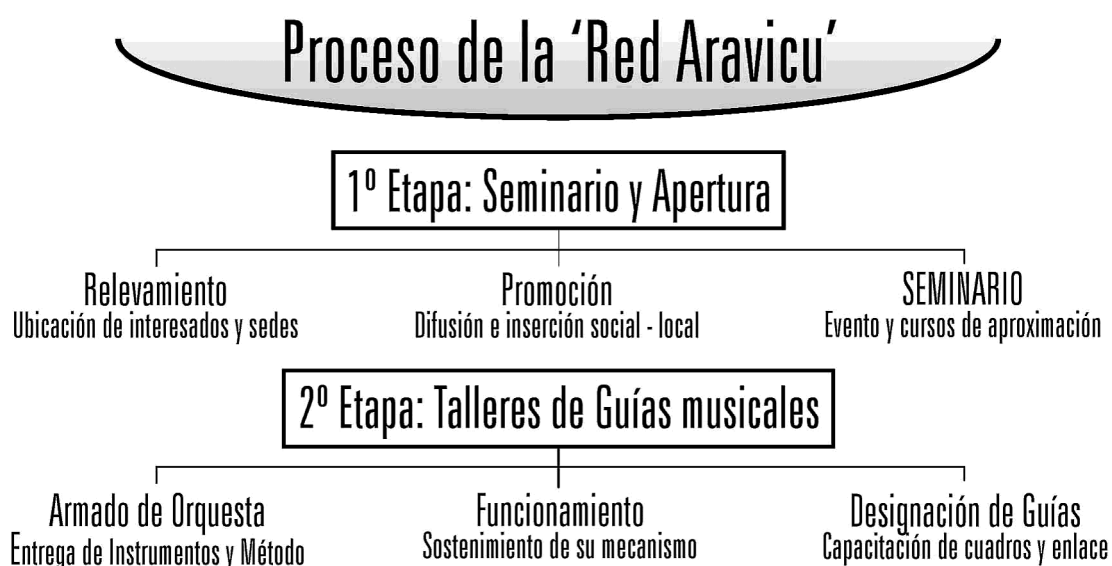 Proceso de la ‘Red Aravicu’
1º Etapa: Seminario y Apertura
Relevamiento
Ubicación de interesados y sedes
Promoción
Difusión e inserción social - local
SEMINARIO
Evento y cursos de aproximación
2º Etapa: Talleres de Guías musicales
Armado de Orquesta
Entrega de Instrumentos y Método
Funcionamiento
Sostenimiento de su mecanismo
Designación de Guías
Capacitación de cuadros y enlace